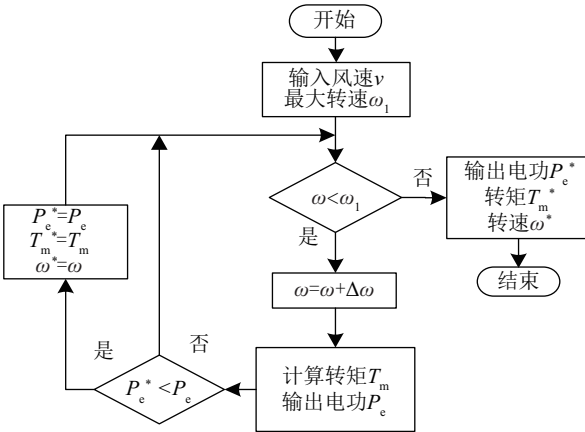 开始
输入风速v
最大转速ω₁
ω<ω₁
否
是
输出电功Pₑ*
转矩Tₘ*
转速ω*
结束
ω=ω+Δω
计算转矩Tₘ
输出电功Pₑ
Pₑ*<Pₑ
否
是
Pₑ*=Pₑ
Tₘ*=Tₘ
ω*=ω